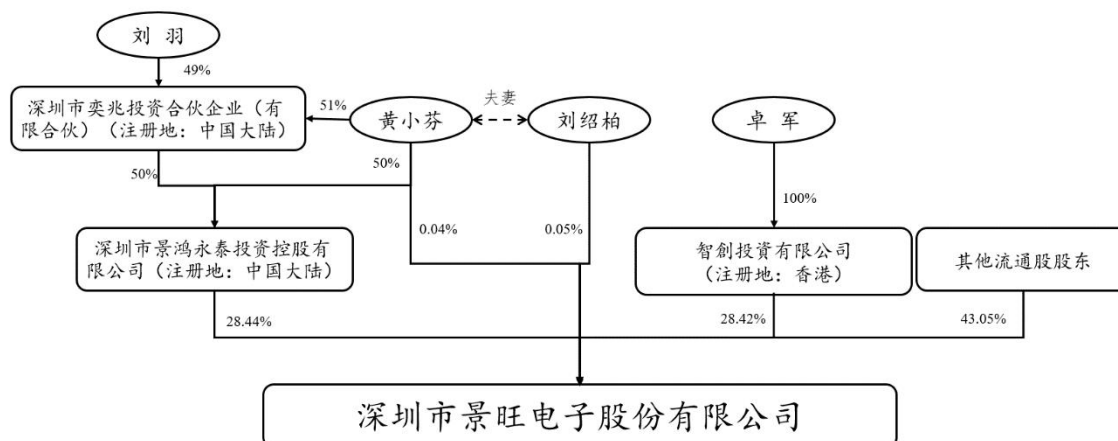 刘 羽
49%
深圳市奕兆投资合伙企业（有
限合伙）（注册地：中国大陆）
51%
黄小芬
夫妻
刘绍柏
卓 军
50%
50%
100%
0.04%
0.05%
深圳市景鸿永泰投资控股有
限公司（注册地：中国大陆）
智創投資有限公司
（注册地：香港）
其他流通股股东
28.44%
28.42%
43.05%
深圳市景旺电子股份有限公司